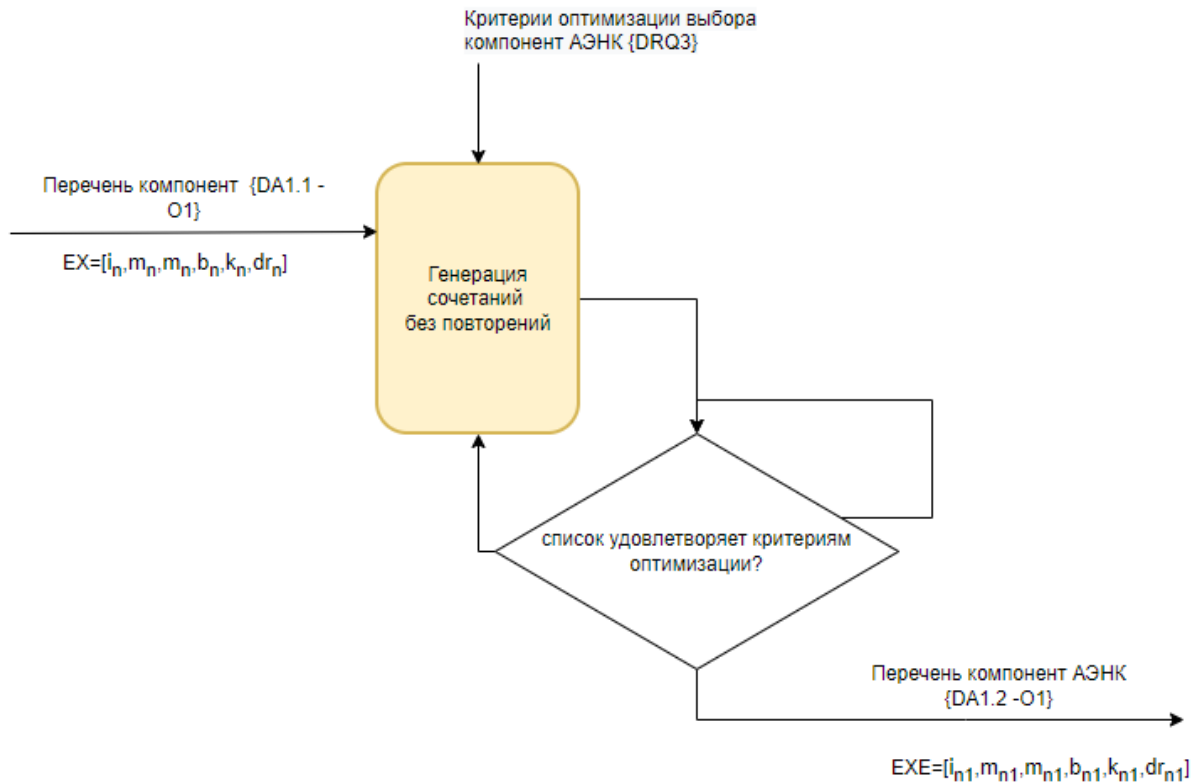 Критерии оптимизации выбора
компонент АЭНК {DRQ3}
Перечень компонент {DA1.1 -
O1}
EX=[iₙ,mₙ,mₙ,bₙ,kₙ,drₙ]
Генерация
сочетаний
без повторений
список удовлетворяет критериям
оптимизации?
Перечень компонент АЭНК
{DA1.2 -O1}
EXE=[iₙ₁,mₙ₁,mₙ₁,bₙ₁,kₙ₁,drₙ₁]